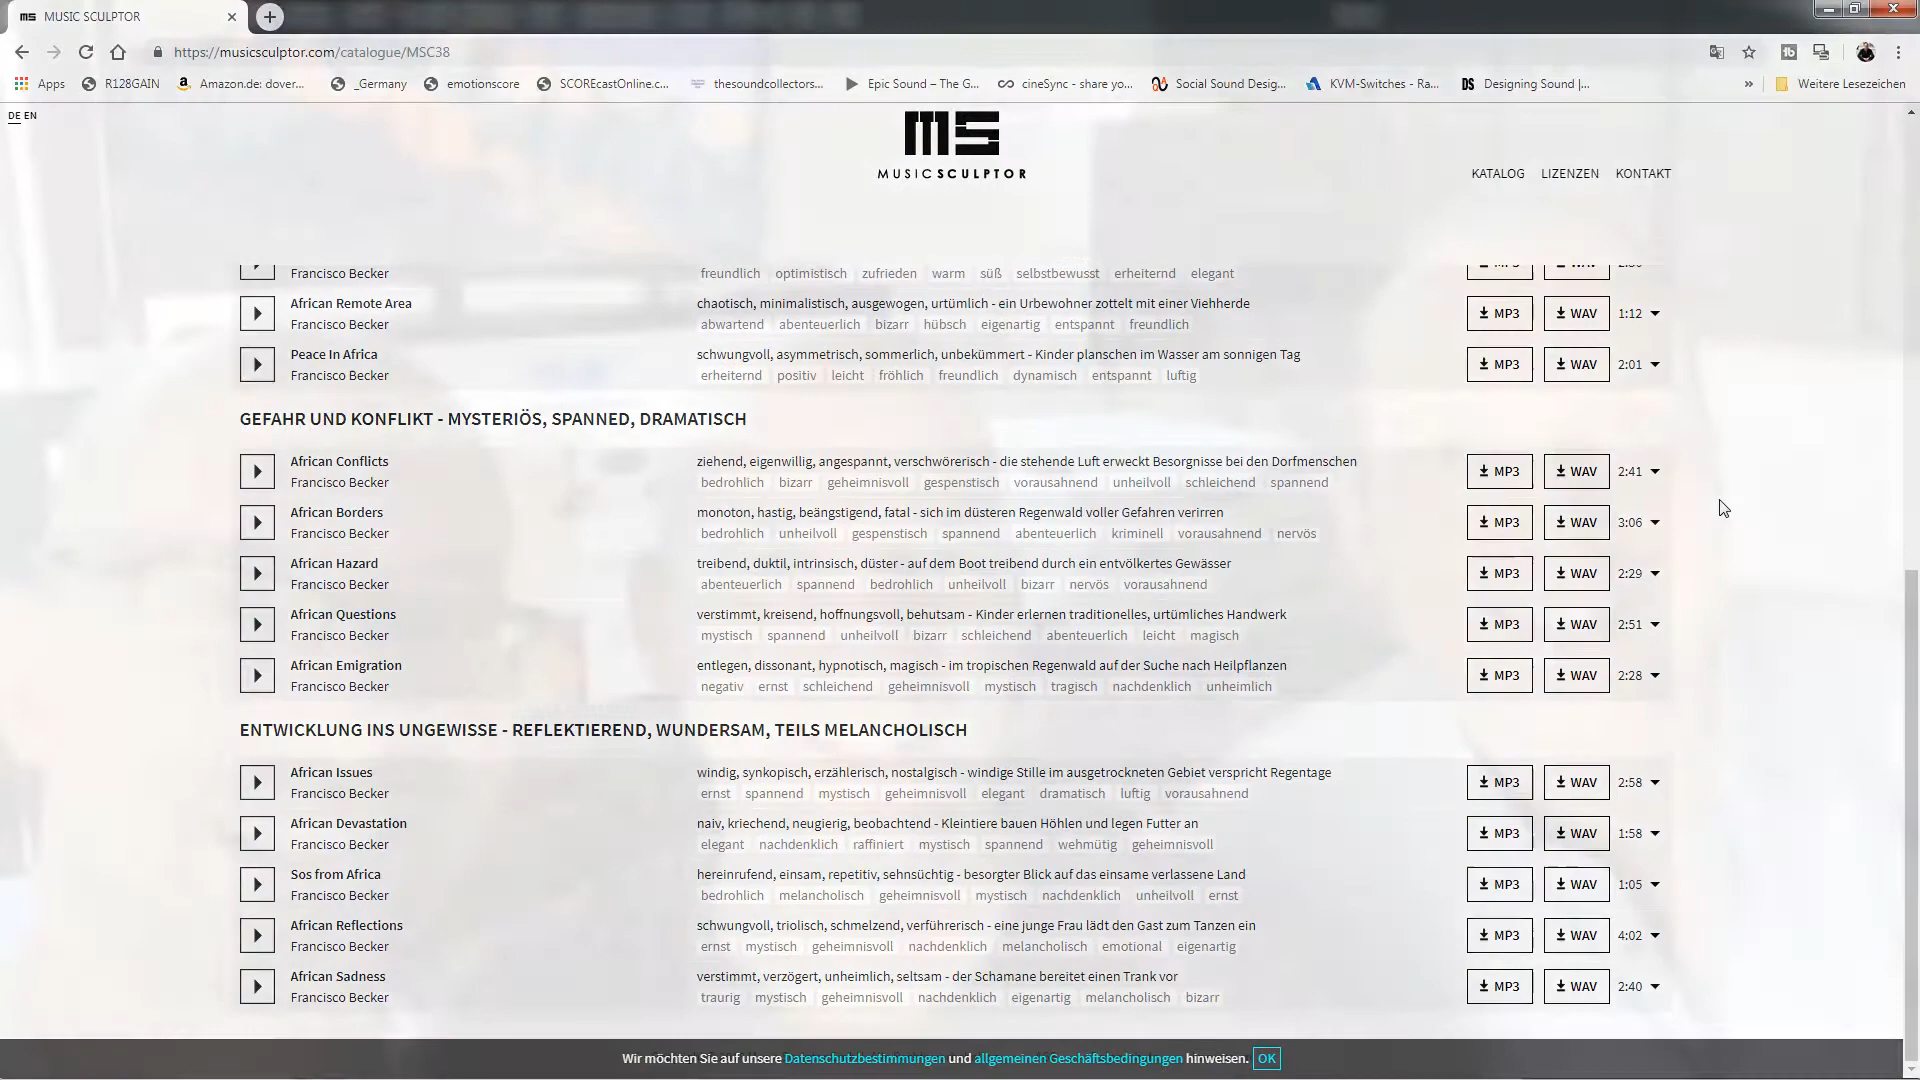 MS MUSIC SCULPTOR
https://musicsculptor.com/catalogue/MSC38
Apps R128GAIN Amazon.de: dover... _Germany emotionscore SCOREcastOnline.c... thesoundcollectors... Epic Sound – The G... cineSync - share yo... Social Sound Desig... KVM-Switches - Ra... DS Designing Sound |... » Weitere Lesezeichen
DE EN
MS
MUSICSCULPTOR
KATALOG LIZENZEN KONTAKT
Francisco Becker freundlich optimistisch zufrieden warm süß selbstbewusst erheiternd elegant
African Remote Area chaotisch, minimalistisch, ausgewogen, urtümlich - ein Urbewohner zottelt mit einer Viehherde MP3 WAV 1:12
Francisco Becker abwartend abenteuerlich bizarr hübsch eigenartig entspannt freundlich
Peace In Africa schwungvoll, asymmetrisch, sommerlich, unbekümmert - Kinder planschen im Wasser am sonnigen Tag MP3 WAV 2:01
Francisco Becker erheiternd positiv leicht fröhlich freundlich dynamisch entspannt luftig
GEFAHR UND KONFLIKT - MYSTERIÖS, SPANNED, DRAMATISCH
African Conflicts ziehend, eigenwillig, angespannt, verschwörerisch - die stehende Luft erweckt Besorgnisse bei den Dorfmenschen MP3 WAV 2:41
Francisco Becker bedrohlich bizarr geheimnisvoll gespenstisch vorausahnend unheilvoll schleichend spannend
African Borders monoton, hastig, beängstigend, fatal - sich im düsteren Regenwald voller Gefahren verirren MP3 WAV 3:06
Francisco Becker bedrohlich unheilvoll gespenstisch spannend abenteuerlich kriminell vorausahnend nervös
African Hazard treibend, duktil, intrinsisch, düster - auf dem Boot treibend durch ein entvölkertes Gewässer MP3 WAV 2:29
Francisco Becker abenteuerlich spannend bedrohlich unheilvoll bizarr nervös vorausahnend
African Questions verstimmt, kreisend, hoffnungsvoll, behutsam - Kinder erlernen traditionelles, urtümliches Handwerk MP3 WAV 2:51
Francisco Becker mystisch spannend unheilvoll bizarr schleichend abenteuerlich leicht magisch
African Emigration entlegen, dissonant, hypnotisch, magisch - im tropischen Regenwald auf der Suche nach Heilpflanzen MP3 WAV 2:28
Francisco Becker negativ ernst schleichend geheimnisvoll mystisch tragisch nachdenklich unheimlich
ENTWICKLUNG INS UNGEWISSE - REFLEKTIEREND, WUNDERSAM, TEILS MELANCHOLISCH
African Issues windig, synkopisch, erzählerisch, nostalgisch - windige Stille im ausgetrockneten Gebiet verspricht Regentage MP3 WAV 2:58
Francisco Becker ernst spannend mystisch geheimnisvoll elegant dramatisch luftig vorausahnend
African Devastation naiv, kriechend, neugierig, beobachtend - Kleintiere bauen Höhlen und legen Futter an MP3 WAV 1:58
Francisco Becker elegant nachdenklich raffiniert mystisch spannend wehmütig geheimnisvoll
Sos from Africa hereinrufend, einsam, repetitiv, sehnsüchtig - besorgter Blick auf das einsame verlassene Land MP3 WAV 1:05
Francisco Becker bedrohlich melancholisch geheimnisvoll mystisch nachdenklich unheilvoll ernst
African Reflections schwungvoll, triolisch, schmelzend, verführerisch - eine junge Frau lädt den Gast zum Tanzen ein MP3 WAV 4:02
Francisco Becker ernst mystisch geheimnisvoll nachdenklich melancholisch emotional eigenartig
African Sadness verstimmt, verzögert, unheimlich, seltsam - der Schamane bereitet einen Trank vor MP3 WAV 2:40
Francisco Becker traurig mystisch geheimnisvoll nachdenklich eigenartig melancholisch bizarr
Wir möchten Sie auf unsere Datenschutzbestimmungen und allgemeinen Geschäftsbedingungen hinweisen. OK